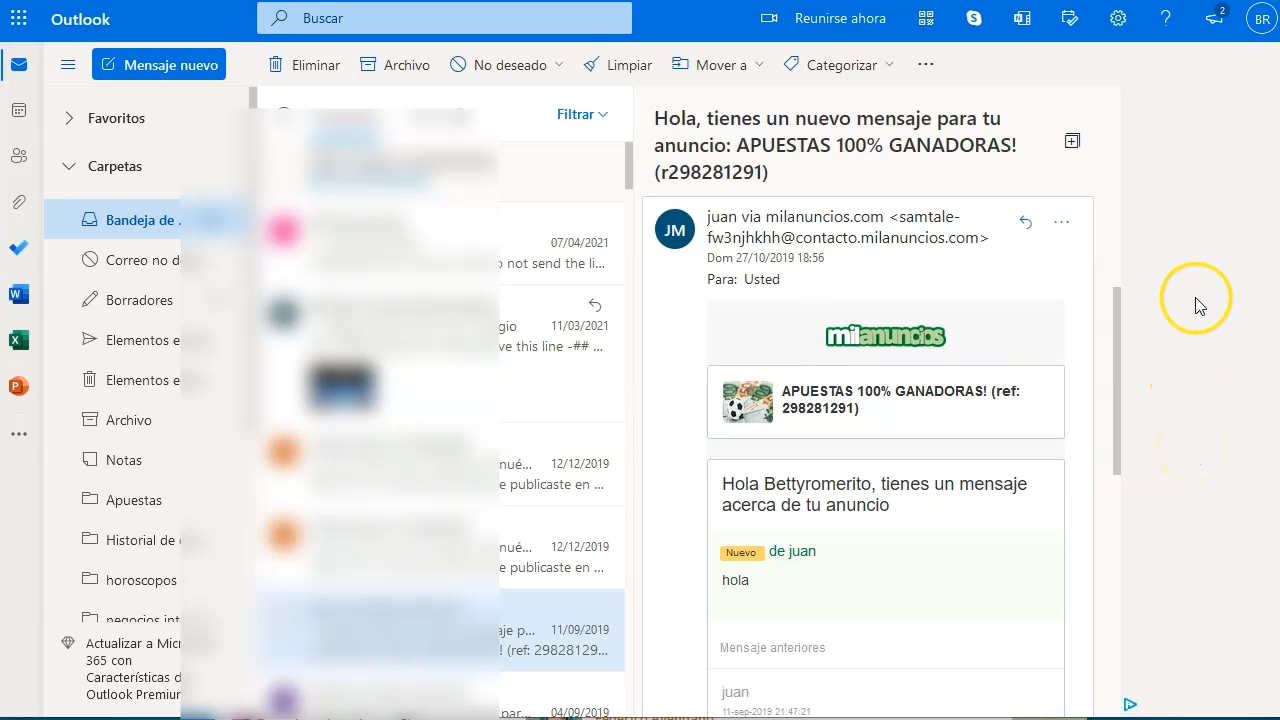 Outlook
Buscar
Reunirse ahora
2
BR
Mensaje nuevo
Eliminar
Archivo
No deseado
Limpiar
Mover a
Categorizar
Favoritos
Carpetas
Bandeja de
Correo no d
Borradores
Elementos e
Elementos e
Archivo
Notas
Apuestas
Historial de
horoscopos
negocios int
Actualizar a Micr
365 con
Características d
Outlook Premium
Filtrar
07/04/2021
not send the li...
gio 11/03/2021
ve this line -## ...
nué... 12/12/2019
e publicaste en ...
nué... 12/12/2019
e publicaste en ...
aje p... 11/09/2019
! (ref: 29828129...
par... 04/09/2019
Hola, tienes un nuevo mensaje para tu
anuncio: APUESTAS 100% GANADORAS!
(r298281291)
JM
juan via milanuncios.com <samtale-
fw3njhkhh@contacto.milanuncios.com>
Dom 27/10/2019 18:56
Para: Usted
milanuncios
APUESTAS 100% GANADORAS! (ref:
298281291)
Hola Bettyromerito, tienes un mensaje
acerca de tu anuncio
Nuevo de juan
hola
Mensaje anteriores
juan
11-sep-2019 21:47:21